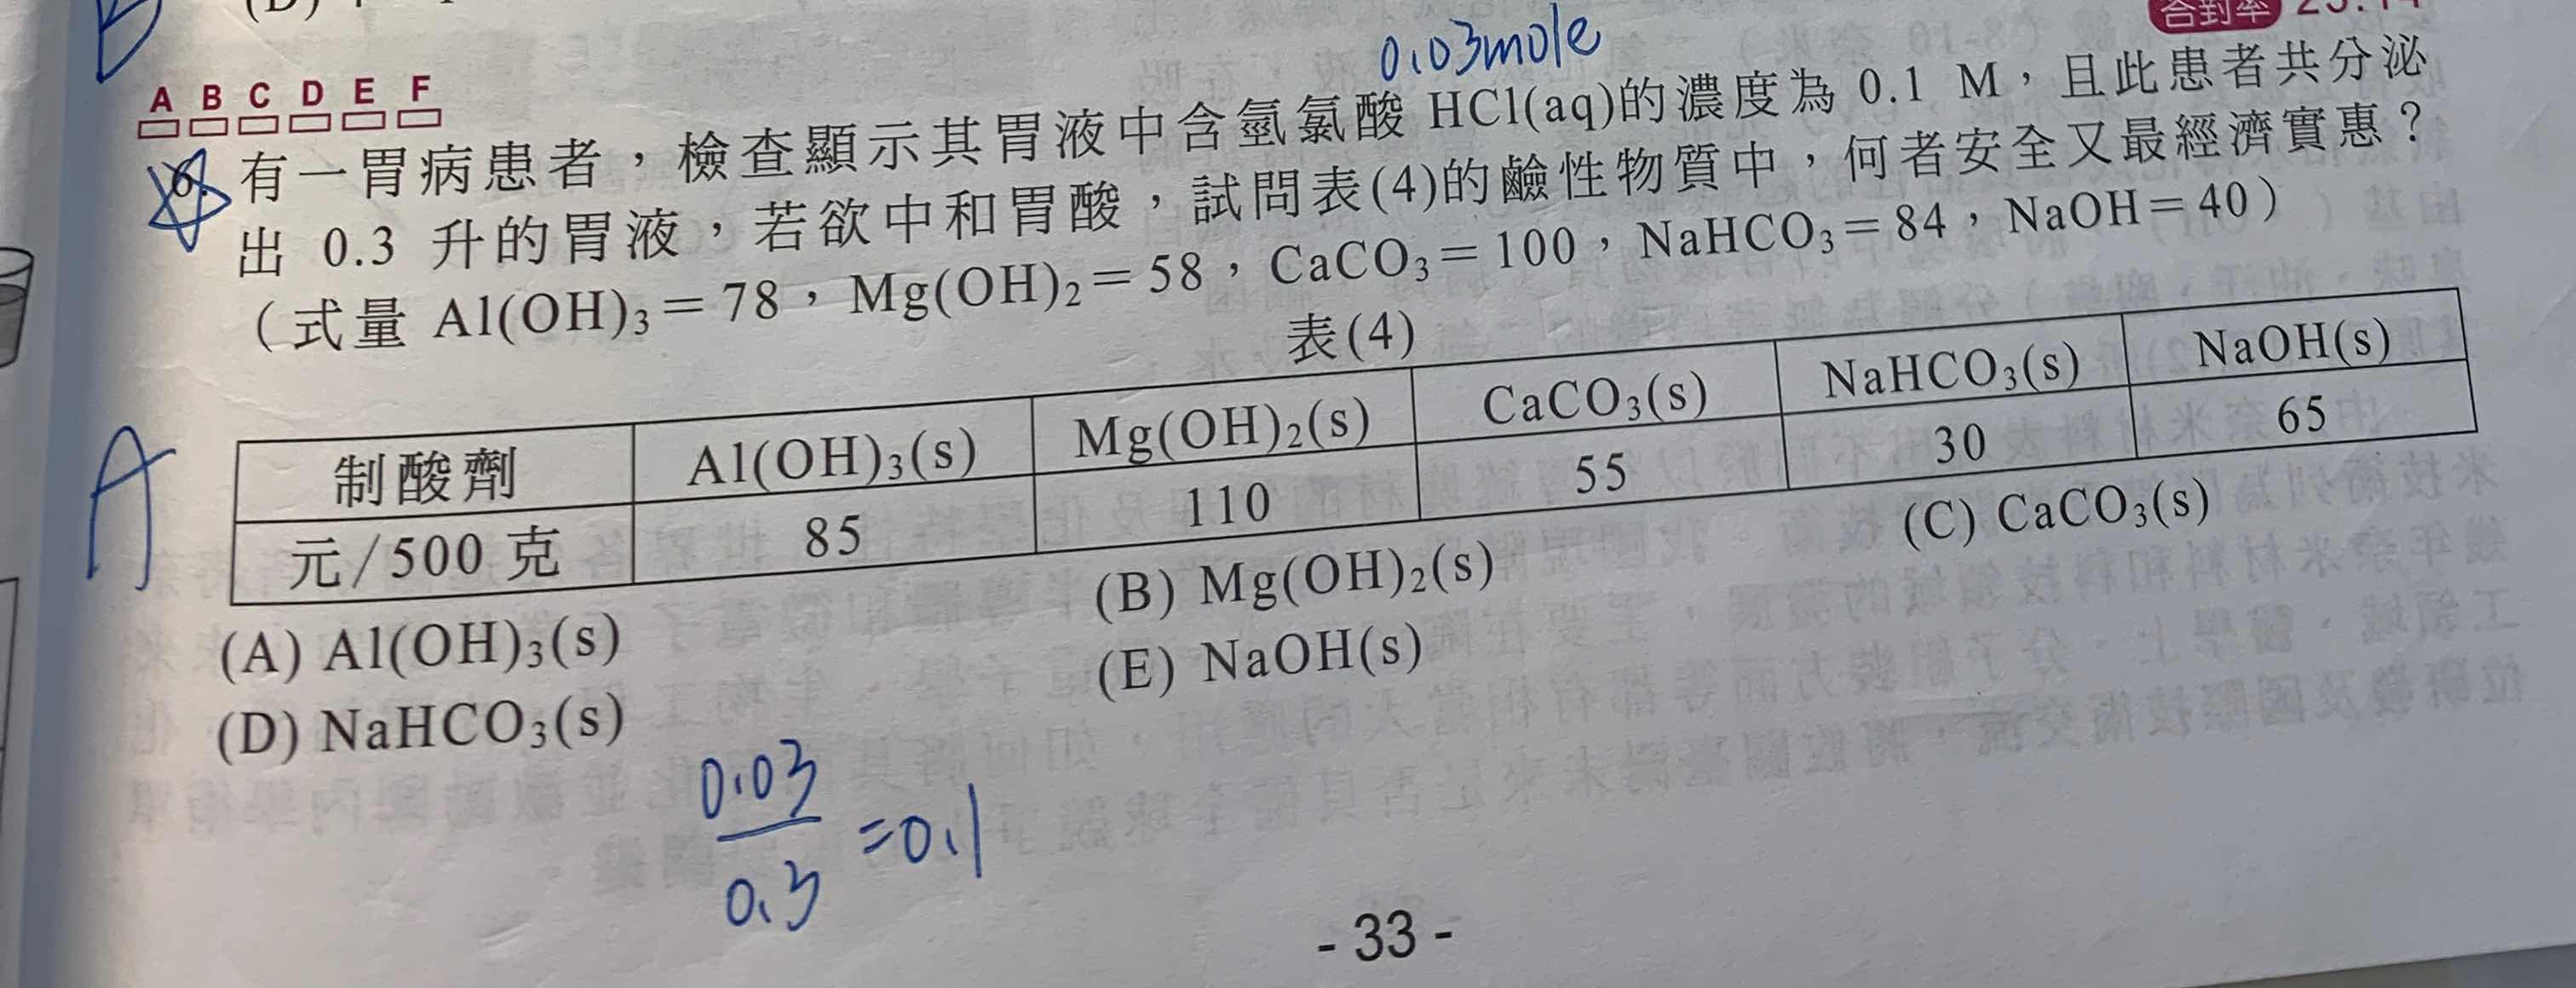 0.03mole
A B C D E F
6. 有一胃病患者，檢查顯示其胃液中含氫氯酸 HCl(aq)的濃度為 0.1 M，且此患者共分泌
出 0.3 升的胃液，若欲中和胃酸，試問表(4)的鹼性物質中，何者安全又最經濟實惠？
（式量 Al(OH)₃＝78，Mg(OH)₂＝58，CaCO₃＝100，NaHCO₃＝84，NaOH＝40）
表(4)
制酸劑 Al(OH)₃(s) Mg(OH)₂(s) CaCO₃(s) NaHCO₃(s) NaOH(s)
元/500 克 85 110 55 30 65
A
(A) Al(OH)₃(s) (B) Mg(OH)₂(s) (C) CaCO₃(s)
(D) NaHCO₃(s) (E) NaOH(s)
0.03
0.3
=0.1
- 33 -